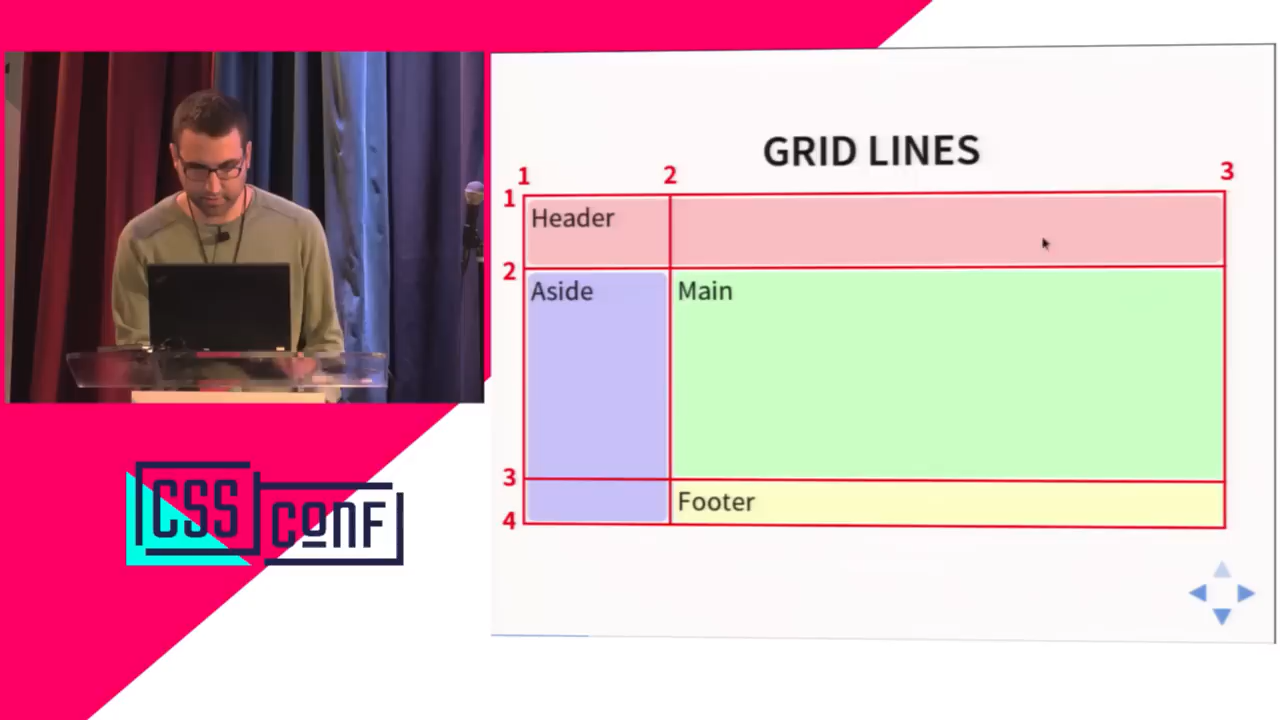 GRID LINES
1 2 3
1
Header
2
Aside Main
3
Footer
4
CSS
CONF